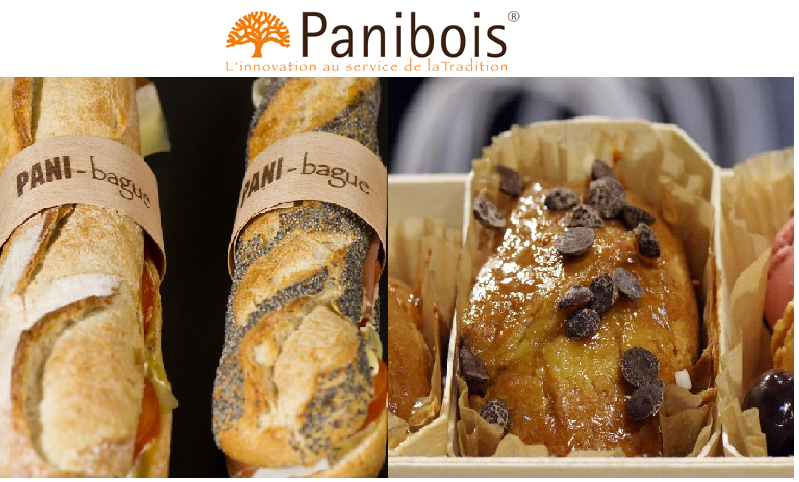 Panibois®
L'innovation au service de laTradition
PANI-bague
PANI-bague